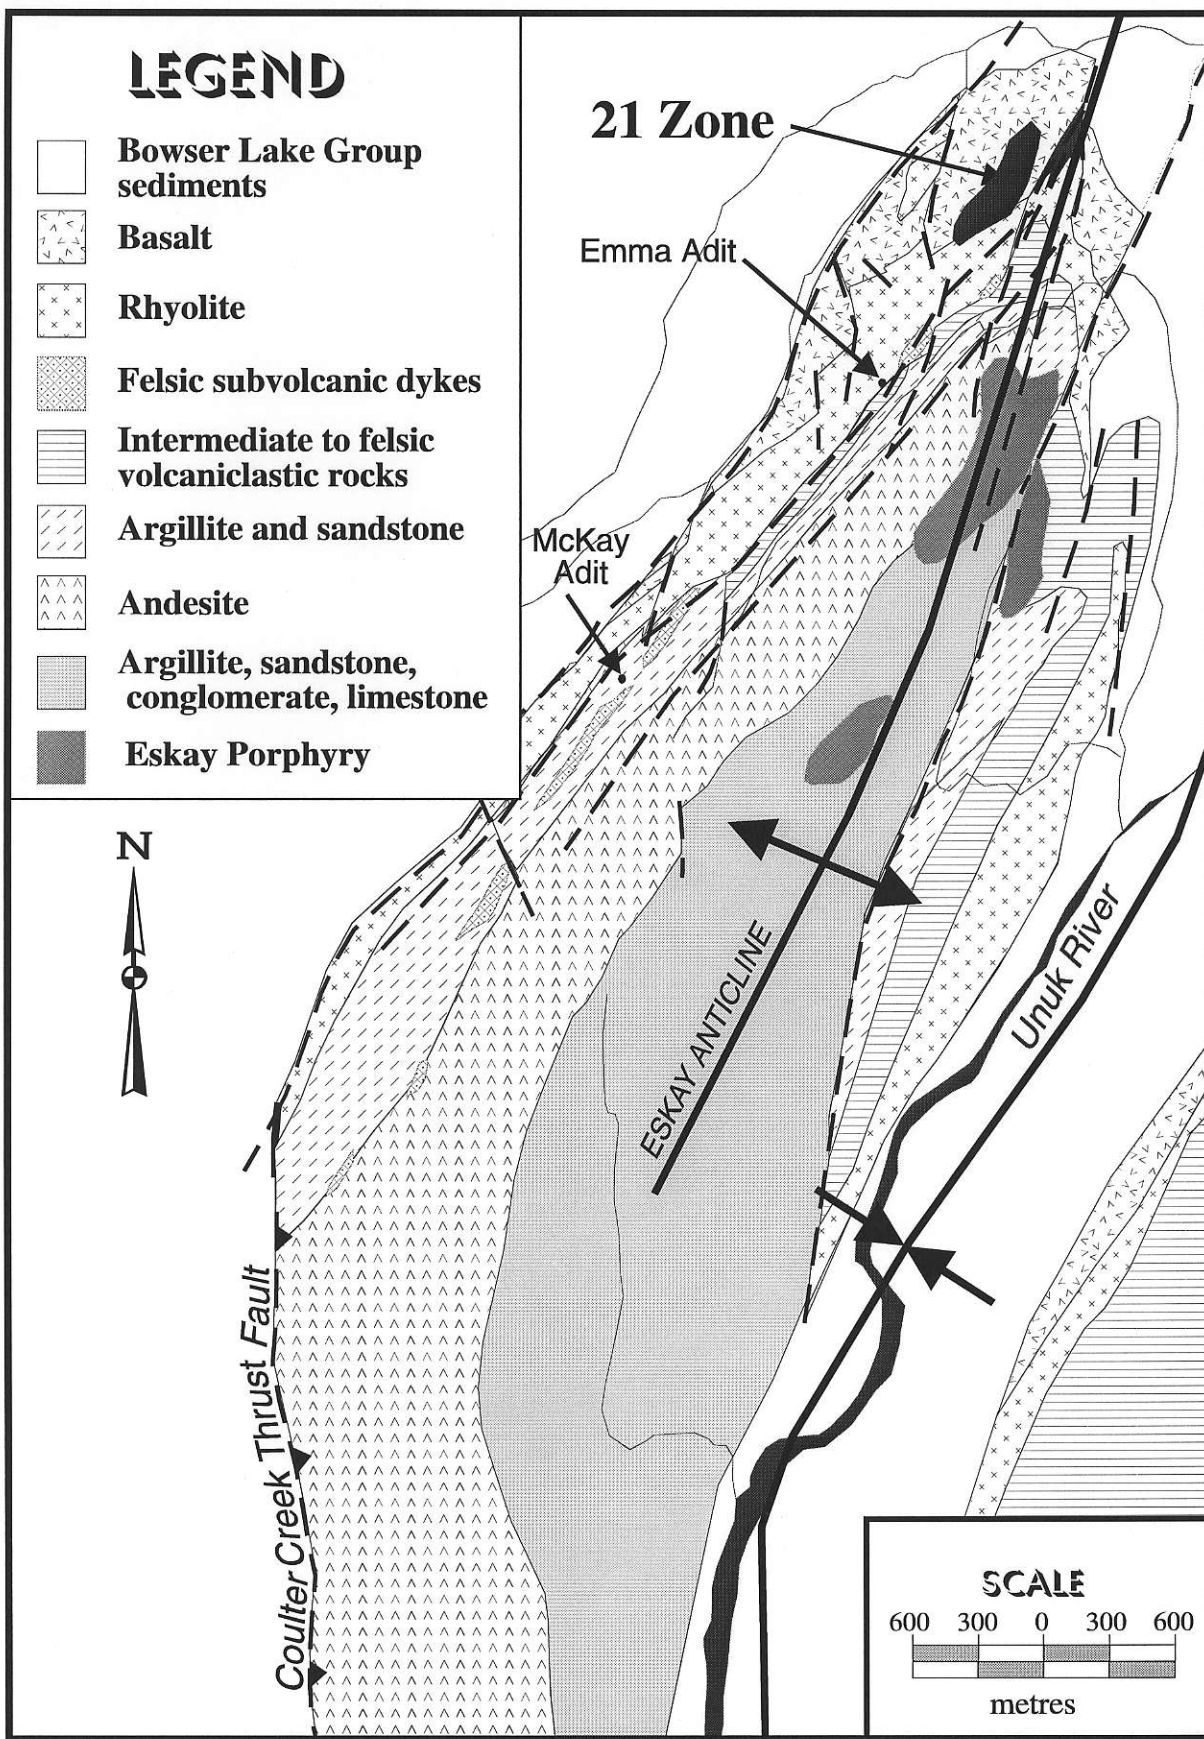 LEGEND
Bowser Lake Group
sediments
Basalt
Rhyolite
Felsic subvolcanic dykes
Intermediate to felsic
volcaniclastic rocks
Argillite and sandstone
Andesite
Argillite, sandstone,
conglomerate, limestone
Eskay Porphyry
21 Zone
Emma Adit
McKay
Adit
N
ESKAY ANTICLINE
Unuk River
Coulter Creek Thrust Fault
SCALE
600 300 0 300 600
metres